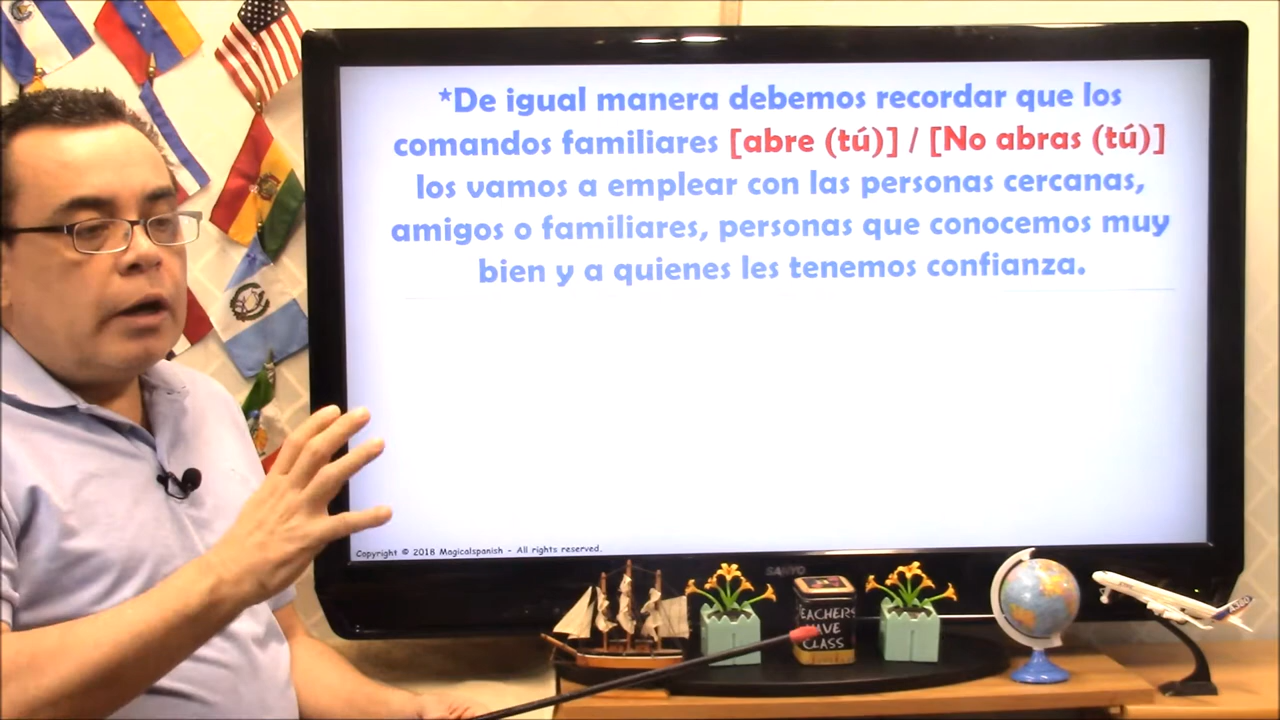 *De igual manera debemos recordar que los
comandos familiares [abre (tú)] / [No abras (tú)]
los vamos a emplear con las personas cercanas,
amigos o familiares, personas que conocemos muy
bien y a quienes les tenemos confianza.
Copyright © 2018 Magicalspanish - All rights reserved.
SANYO
TEACHERS
HAVE
CLASS
A380